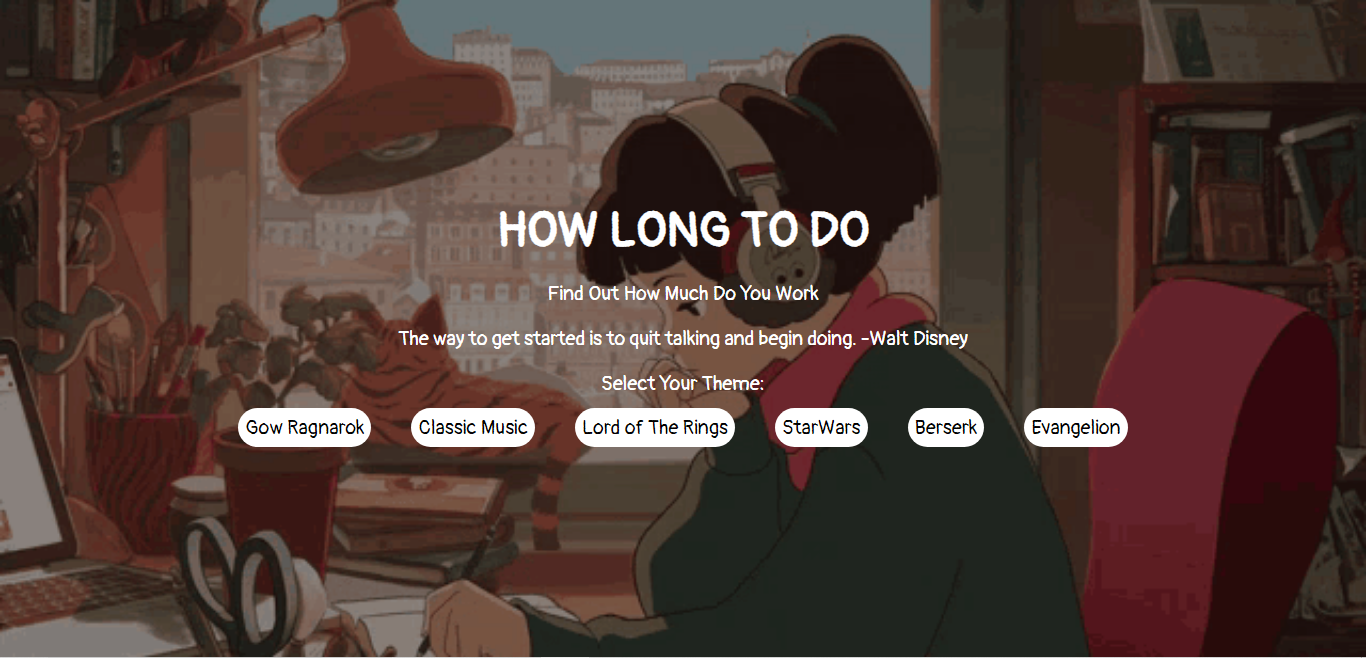 HOW LONG TO DO
Find Out How Much Do You Work
The way to get started is to quit talking and begin doing. -Walt Disney
Select Your Theme:
Gow Ragnarok Classic Music Lord of The Rings StarWars Berserk Evangelion